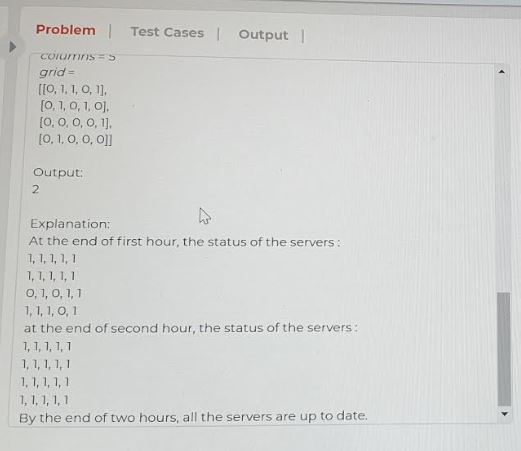 Problem | Test Cases | Output |
columns = 5
grid =
[[0, 1, 1, 0, 1],
[0, 1, 0, 1, 0],
[0, 0, 0, 0, 1],
[0, 1, 0, 0, 0]]
Output:
2
Explanation:
At the end of first hour, the status of the servers :
1, 1, 1, 1, 1
1, 1, 1, 1, 1
0, 1, 0, 1, 1
1, 1, 1, 0, 1
at the end of second hour, the status of the servers :
1, 1, 1, 1, 1
1, 1, 1, 1, 1
1, 1, 1, 1, 1
1, 1, 1, 1, 1
By the end of two hours, all the servers are up to date.